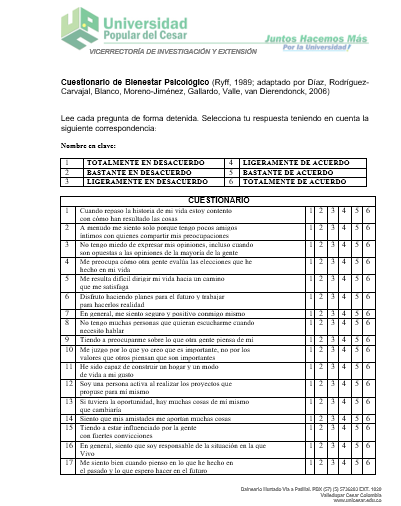 Universidad
Popular del Cesar
Juntos Hacemos Más
Por la Universidad!
VICERRECTORÍA DE INVESTIGACIÓN Y EXTENSIÓN
Cuestionario de Bienestar Psicológico (Ryff, 1989; adaptado por Díaz, Rodríguez-
Carvajal, Blanco, Moreno-Jiménez, Gallardo, Valle, van Dierendonck, 2006)
Lee cada pregunta de forma detenida. Selecciona tu respuesta teniendo en cuenta la
siguiente correspondencia:
Nombre en clave:
1 TOTALMENTE EN DESACUERDO 4 LIGERAMENTE DE ACUERDO
2 BASTANTE EN DESACUERDO 5 BASTANTE DE ACUERDO
3 LIGERAMENTE EN DESACUERDO 6 TOTALMENTE DE ACUERDO
CUESTIONARIO
1 Cuando repaso la historia de mi vida estoy contento 1 2 3 4 5 6
con cómo han resultado las cosas
2 A menudo me siento solo porque tengo pocos amigos 1 2 3 4 5 6
íntimos con quienes compartir mis preocupaciones
3 No tengo miedo de expresar mis opiniones, incluso cuando 1 2 3 4 5 6
son opuestas a las opiniones de la mayoría de la gente
4 Me preocupa cómo otra gente evalúa las elecciones que he 1 2 3 4 5 6
hecho en mi vida
5 Me resulta difícil dirigir mi vida hacia un camino 1 2 3 4 5 6
que me satisfaga
6 Disfruto haciendo planes para el futuro y trabajar 1 2 3 4 5 6
para hacerlos realidad
7 En general, me siento seguro y positivo conmigo mismo 1 2 3 4 5 6
8 No tengo muchas personas que quieran escucharme cuando 1 2 3 4 5 6
necesito hablar
9 Tiendo a preocuparme sobre lo que otra gente piensa de mí 1 2 3 4 5 6
10 Me juzgo por lo que yo creo que es importante, no por los 1 2 3 4 5 6
valores que otros piensan que son importantes
11 He sido capaz de construir un hogar y un modo 1 2 3 4 5 6
de vida a mi gusto
12 Soy una persona activa al realizar los proyectos que 1 2 3 4 5 6
propuse para mi mismo
13 Si tuviera la oportunidad, hay muchas cosas de mí mismo 1 2 3 4 5 6
que cambiaría
14 Siento que mis amistades me aportan muchas cosas 1 2 3 4 5 6
15 Tiendo a estar influenciado por la gente 1 2 3 4 5 6
con fuertes convicciones
16 En general, siento que soy responsable de la situación en la que 1 2 3 4 5 6
Vivo
17 Me siento bien cuando pienso en lo que he hecho en 1 2 3 4 5 6
el pasado y lo que espero hacer en el futuro
Balneario Hurtado Vía a Patillal. PBX (57) (5) 5736203 EXT. 1039
Valledupar Cesar Colombia
www.unicesar.edu.co